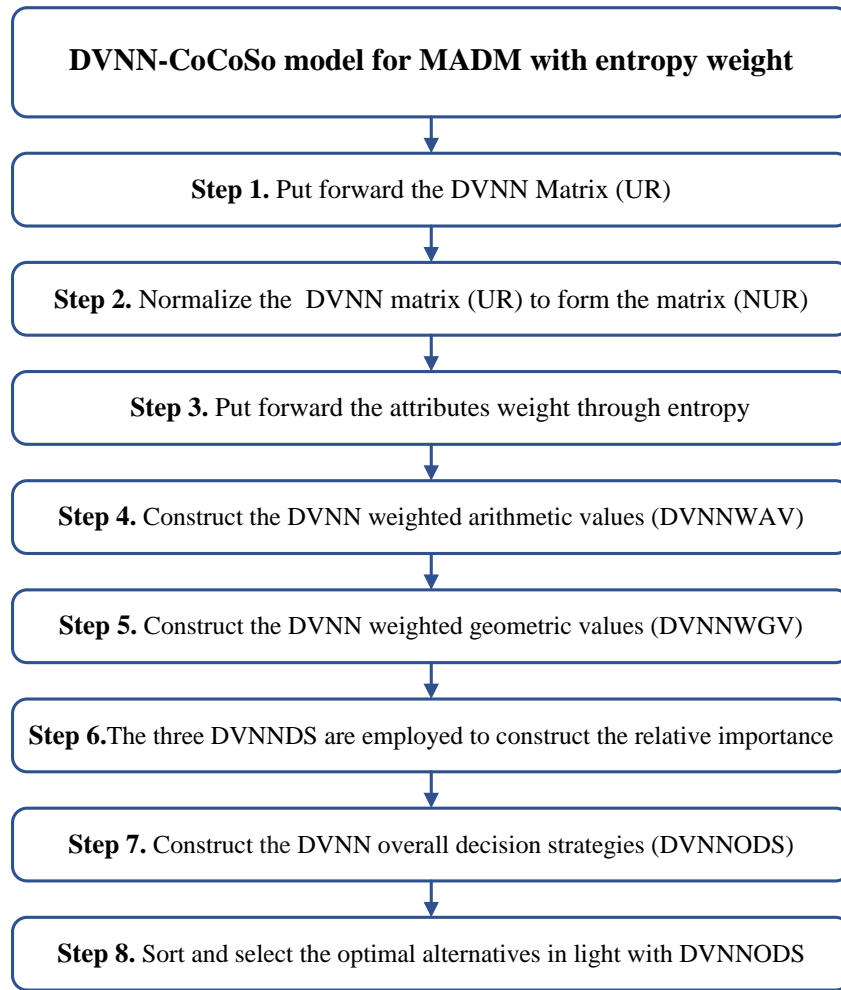 DVNN-CoCoSo model for MADM with entropy weight
Step 1. Put forward the DVNN Matrix (UR)
Step 2. Normalize the DVNN matrix (UR) to form the matrix (NUR)
Step 3. Put forward the attributes weight through entropy
Step 4. Construct the DVNN weighted arithmetic values (DVNNWAV)
Step 5. Construct the DVNN weighted geometric values (DVNNWGV)
Step 6.The three DVNNDS are employed to construct the relative importance
Step 7. Construct the DVNN overall decision strategies (DVNNODS)
Step 8. Sort and select the optimal alternatives in light with DVNNODS